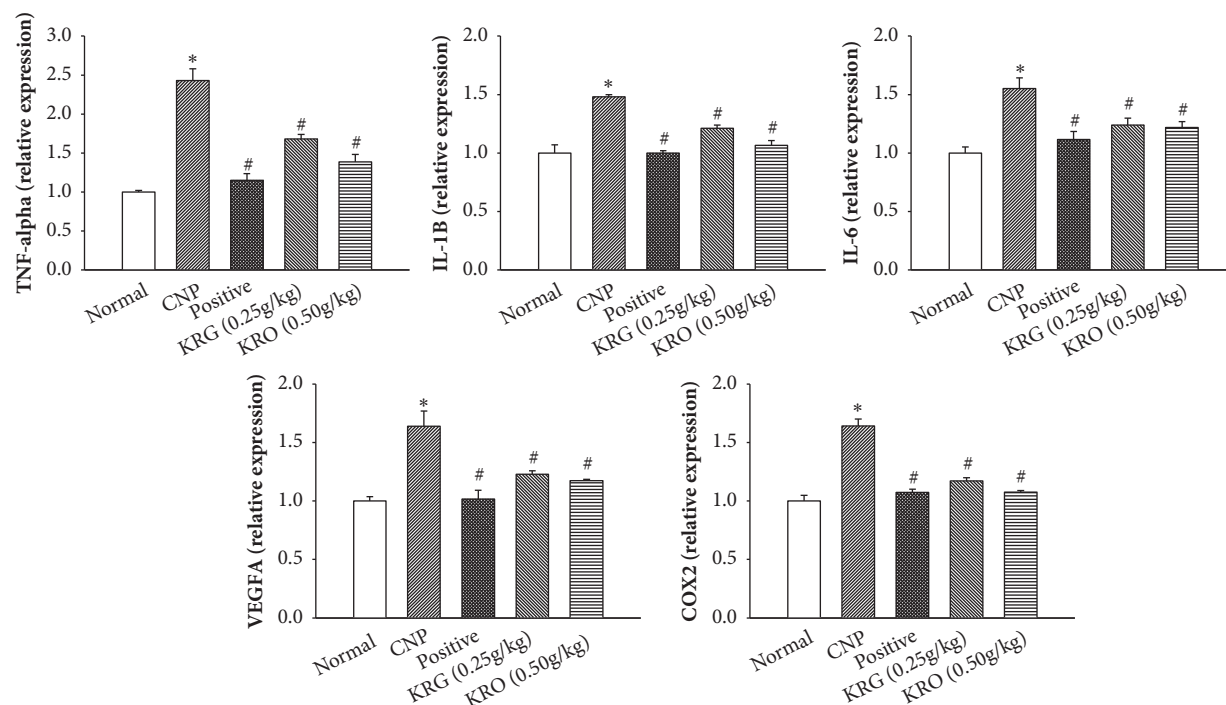 TNF-alpha (relative expression)
3.0
2.5
2.0
1.5
1.0
0.5
0.0
*
#
#
#
Normal
CNP
Positive
KRG (0.25g/kg)
KRO (0.50g/kg)
IL-1B (relative expression)
2.0
1.5
1.0
0.5
0.0
*
#
#
#
Normal
CNP
Positive
KRG (0.25g/kg)
KRO (0.50g/kg)
IL-6 (relative expression)
2.0
1.5
1.0
0.5
0.0
*
#
#
#
Normal
CNP
Positive
KRG (0.25g/kg)
KRO (0.50g/kg)
VEGFA (relative expression)
2.0
1.5
1.0
0.5
0.0
*
#
#
#
Normal
CNP
Positive
KRG (0.25g/kg)
KRO (0.50g/kg)
COX2 (relative expression)
2.0
1.5
1.0
0.5
0.0
*
#
#
#
Normal
CNP
Positive
KRG (0.25g/kg)
KRO (0.50g/kg)